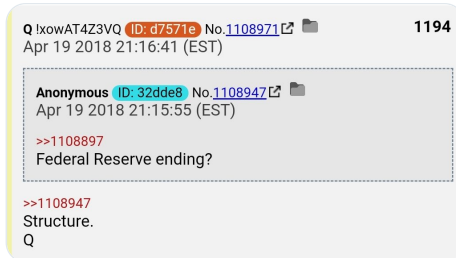 Q !xowAT4Z3VQ ID: d7571e No.1108971 1194
Apr 19 2018 21:16:41 (EST)
Anonymous ID: 32dde8 No.1108947
Apr 19 2018 21:15:55 (EST)
>>1108897
Federal Reserve ending?
>>1108947
Structure.
Q